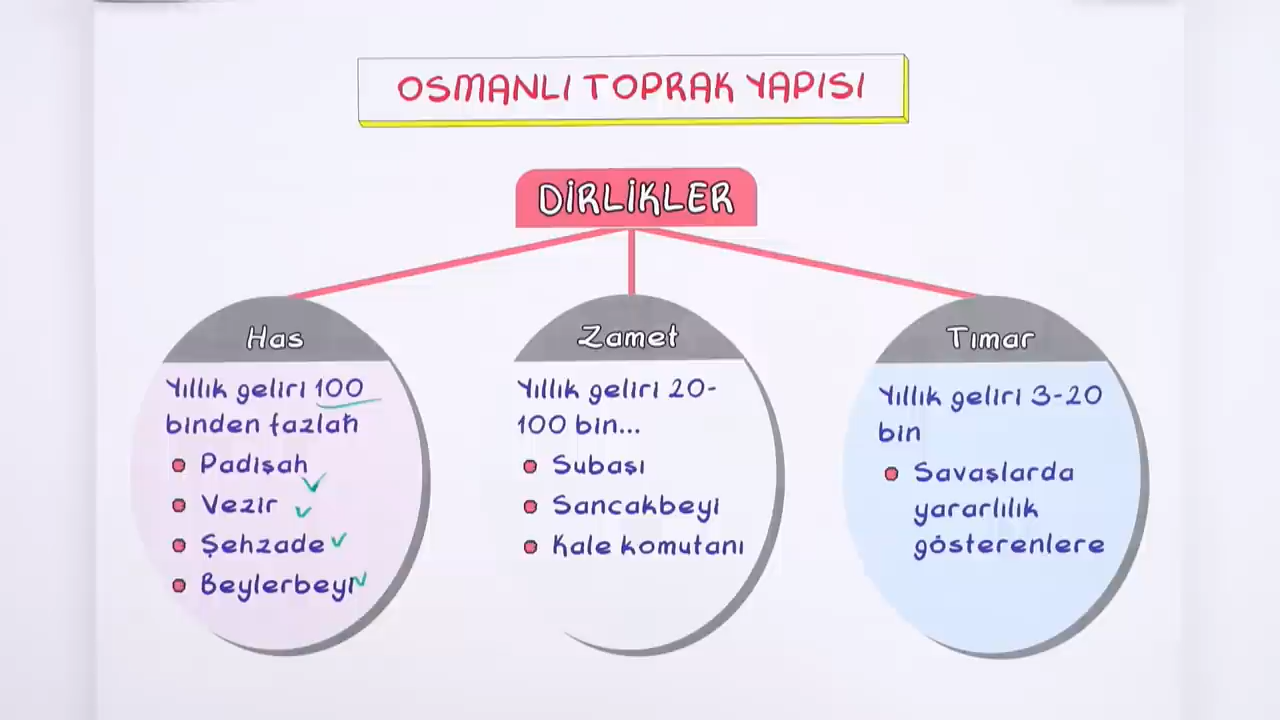 OSMANLI TOPRAK YAPISI
DİRLİKLER
Has
Yıllık geliri 100
binden fazlah
Padişah
Vezir
Şehzade
Beylerbeyi
Zamet
Yıllık geliri 20-
100 bin...
Subaşı
Sancakbeyi
Kale komutanı
Tımar
Yıllık geliri 3-20
bin
Savaşlarda
yararlılık
gösterenlere